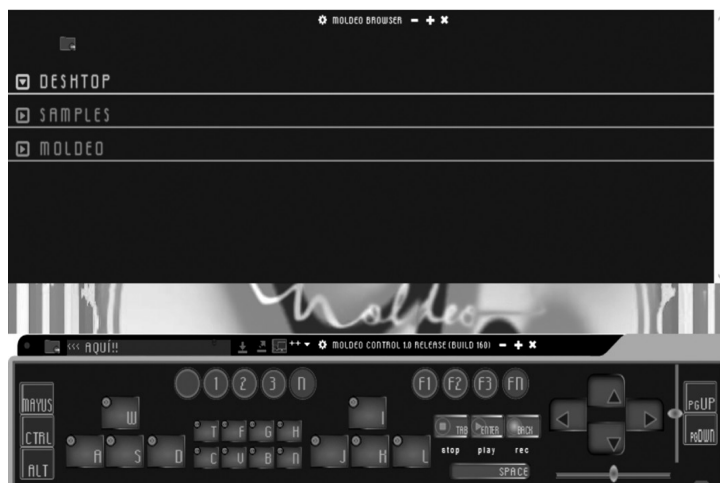 MOLDEO BROWSER
DESKTOP
SAMPLES
MOLDEO
Moldeo
<<< AQUÍ!!
++
MOLDEO CONTROL 1.0 RELEASE (BUILD 160)
1 2 3 N F1 F2 F3 FN
MAYUS
CTRL
ALT
W
A S D
T F G H
C V B N
I
J K L
TAB ENTER BACK
stop play rec
SPACE
PGUP
PGDWN